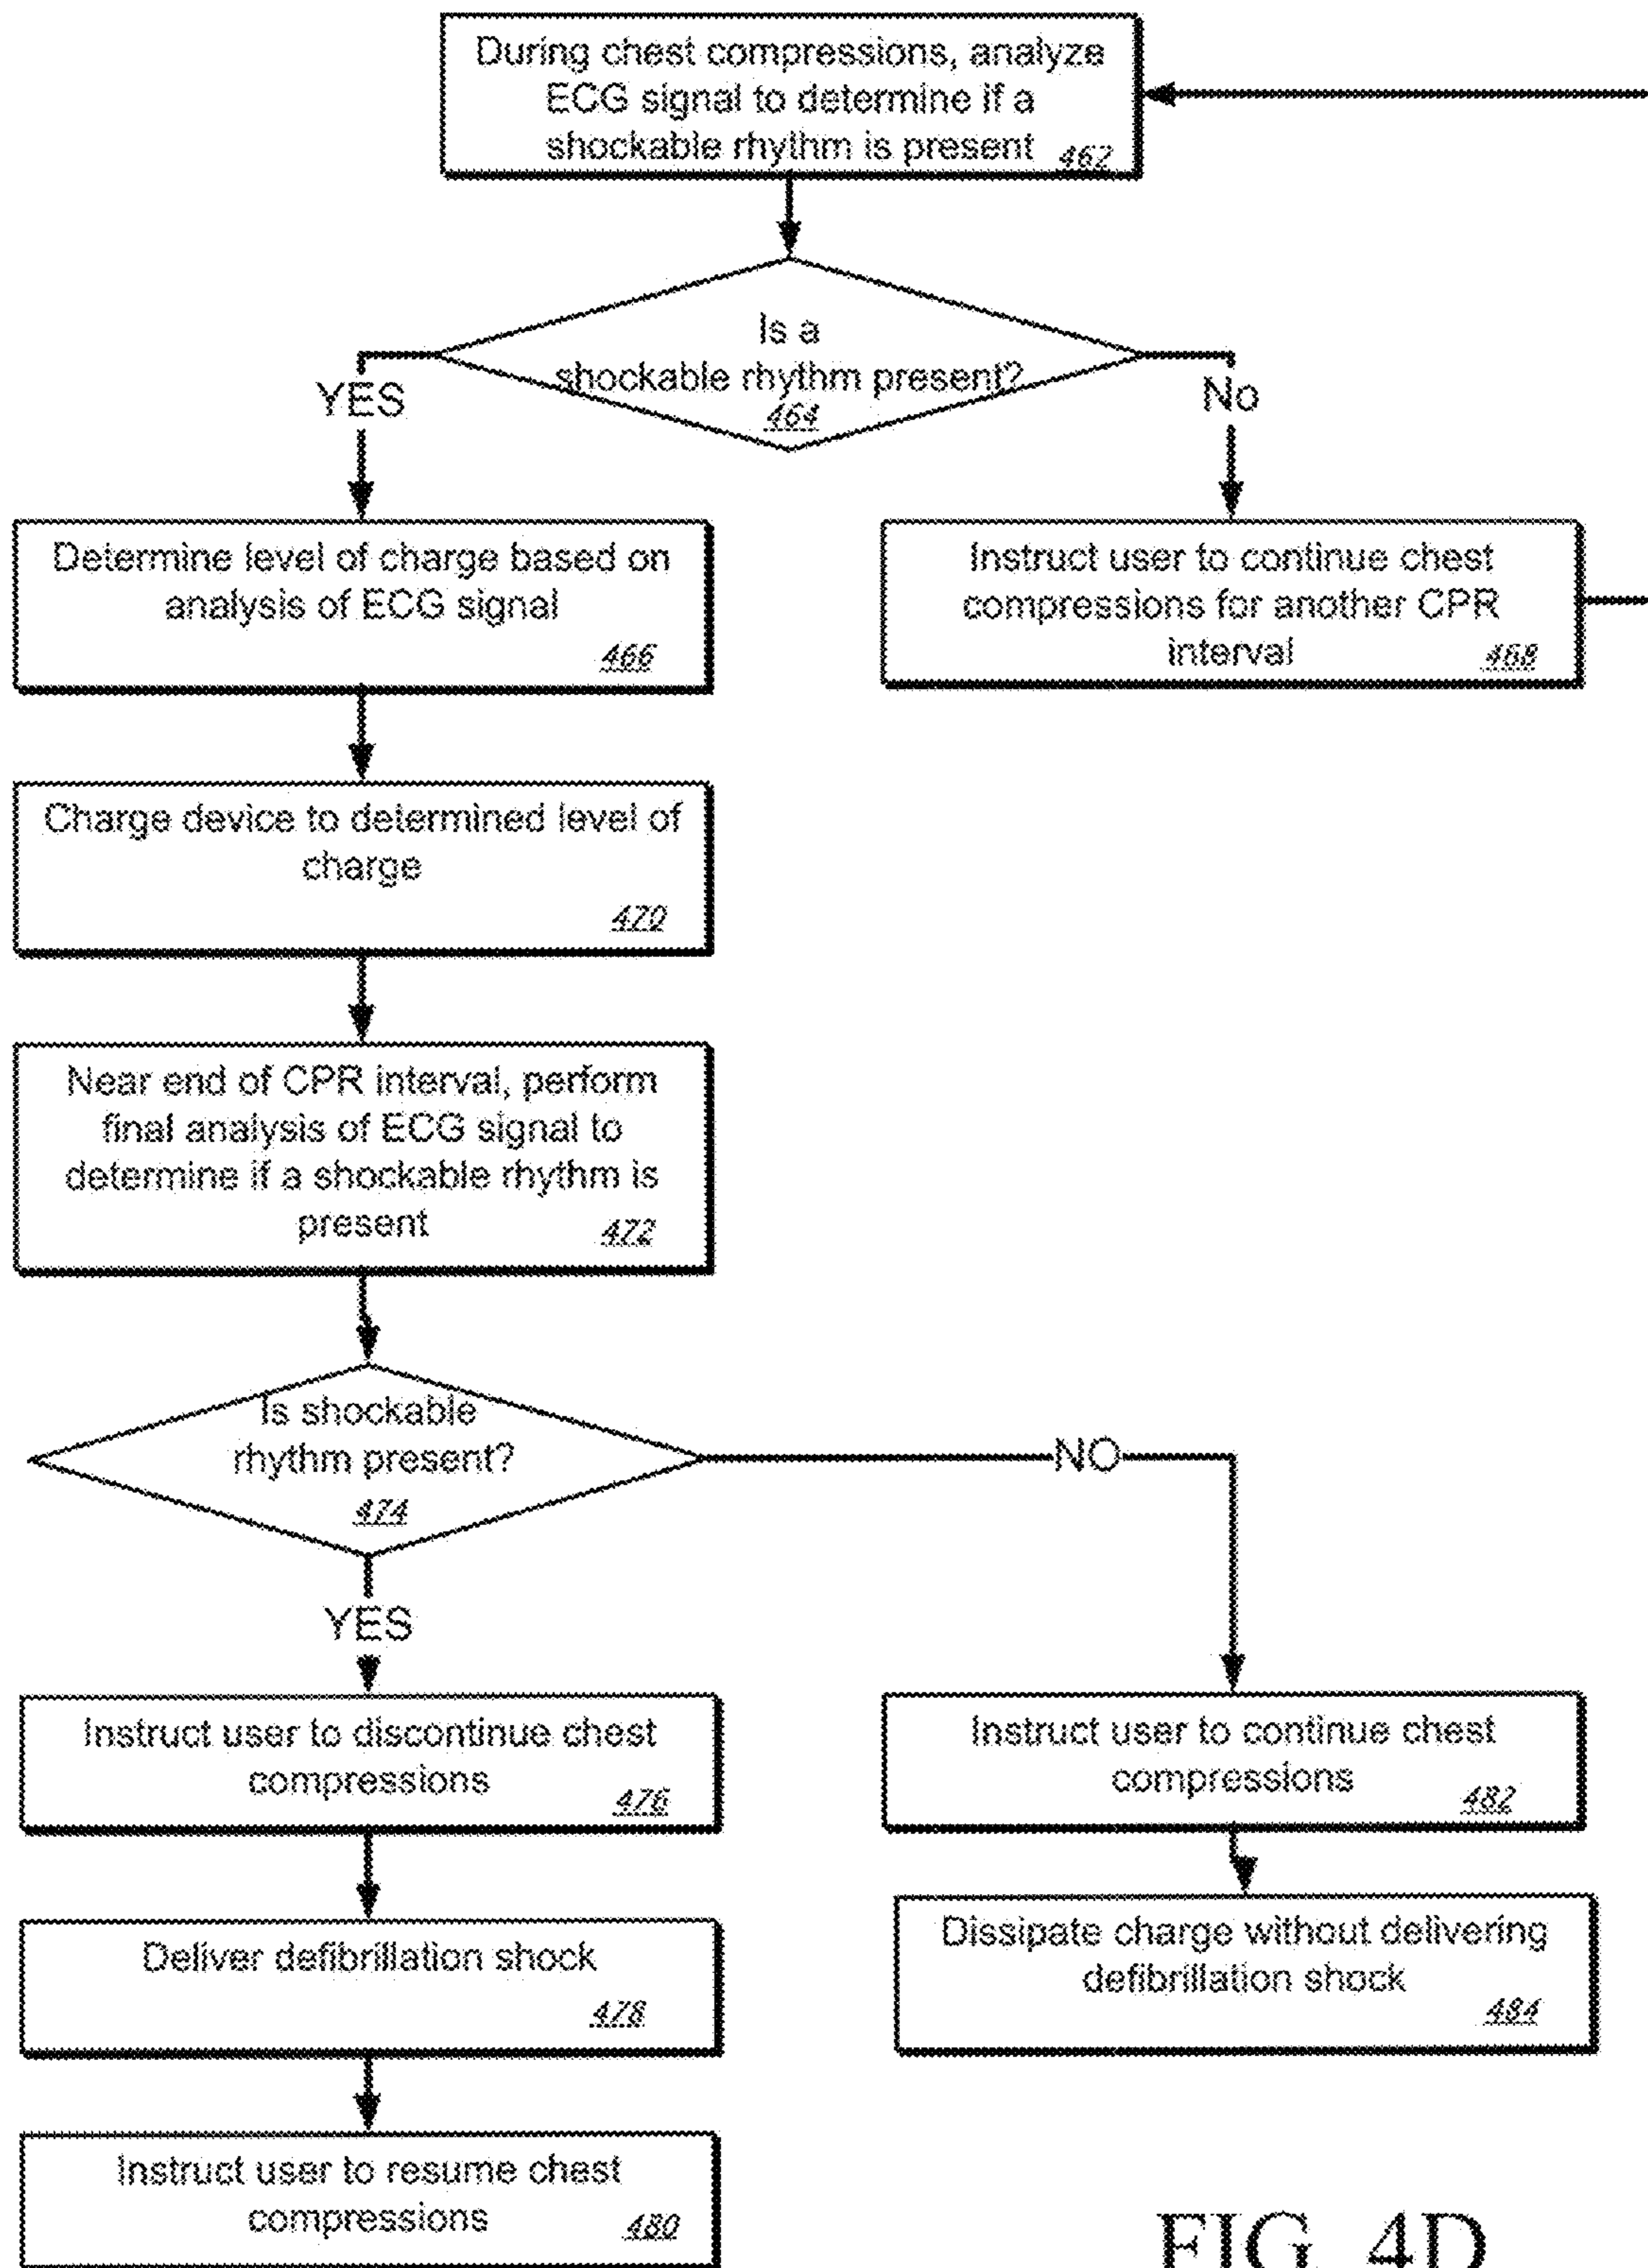 During chest compressions, analyze
ECG signal to determine if a
shockable rhythm is present
462
Is a
shockable rhythm present?
464
YES
No
Determine level of charge based on
analysis of ECG signal
466
Instruct user to continue chest
compressions for another CPR
interval
468
Charge device to determined level of
charge
470
Near end of CPR interval, perform
final analysis of ECG signal to
determine if a shockable rhythm is
present
472
Is shockable
rhythm present?
474
NO
YES
Instruct user to discontinue chest
compressions
476
Instruct user to continue chest
compressions
482
Deliver defibrillation shock
478
Dissipate charge without delivering
defibrillation shock
484
Instruct user to resume chest
compressions
480
FIG. 4D